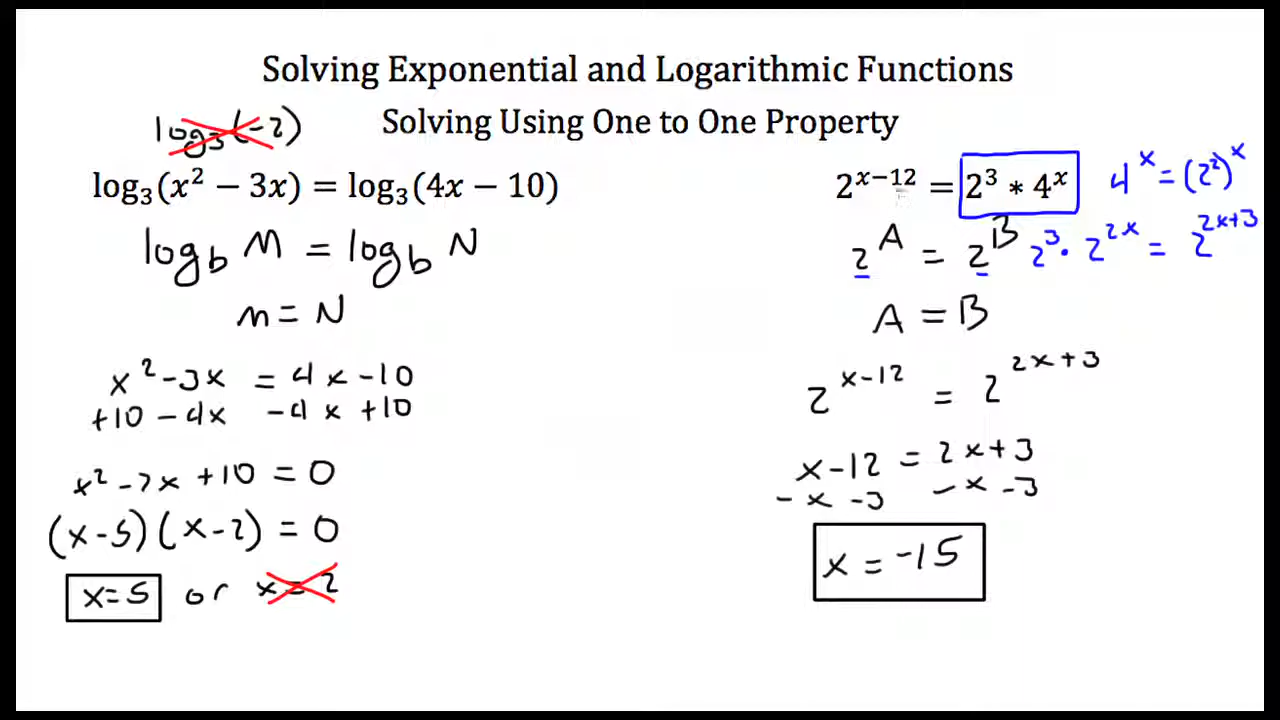 Solving Exponential and Logarithmic Functions
Solving Using One to One Property
log₃(-2)
log₃(x² − 3x) = log₃(4x − 10)
log_b M = log_b N
m = N
x² -3x = 4x -10
+10 -4x -4x +10
x² -7x +10 = 0
(x-5)(x-2) = 0
x=5 or x=2
2^(x−12) = 2³ * 4^x
4^x = (2²)^x
2^A = 2^B
2³ · 2^(2x) = 2^(2x+3)
A = B
2^(x-12) = 2^(2x+3)
x-12 = 2x+3
-x -3 -x -3
x = -15